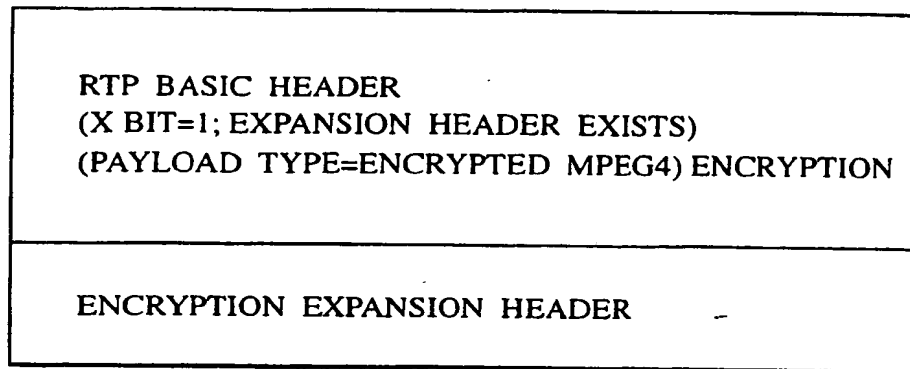 RTP BASIC HEADER
(X BIT=1; EXPANSION HEADER EXISTS)
(PAYLOAD TYPE=ENCRYPTED MPEG4) ENCRYPTION
ENCRYPTION EXPANSION HEADER